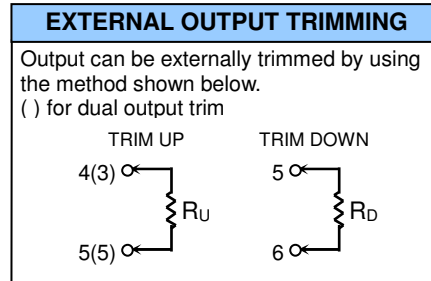 EXTERNAL OUTPUT TRIMMING
Output can be externally trimmed by using
the method shown below.
( ) for dual output trim
TRIM UP TRIM DOWN
4(3) 5
RU RD
5(5) 6